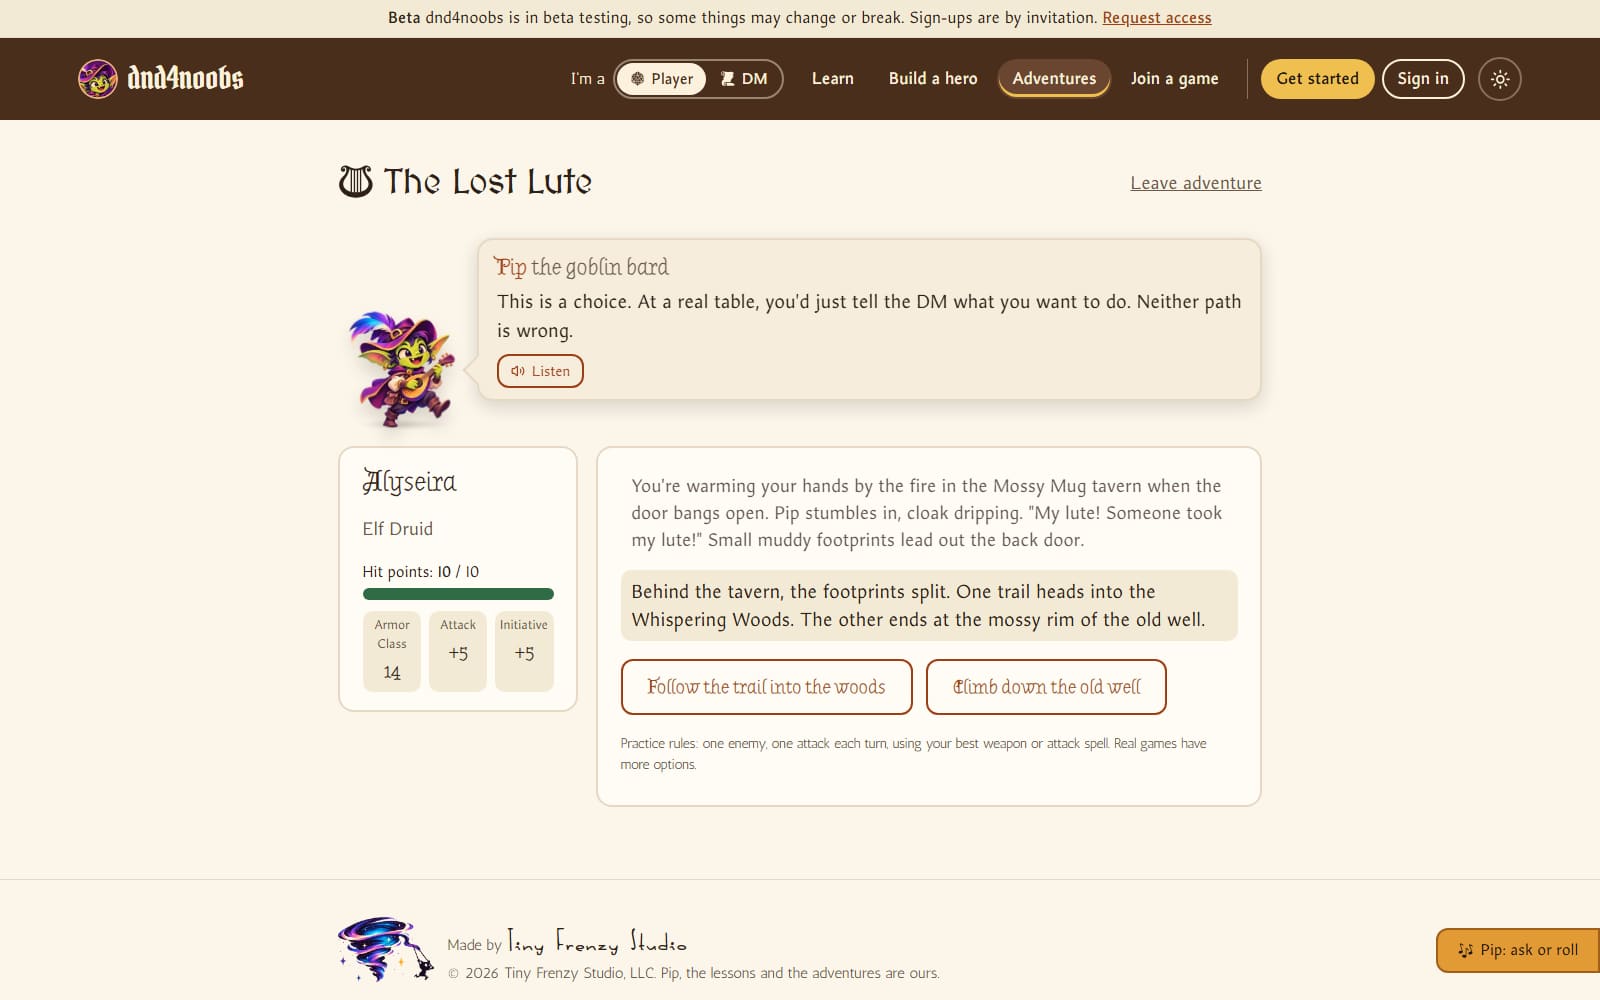 Beta dnd4noobs is in beta testing, so some things may change or break. Sign-ups are by invitation. Request access
dnd4noobs
I'm a
Player
DM
Learn
Build a hero
Adventures
Join a game
Get started
Sign in
The Lost Lute
Leave adventure
Pip the goblin bard
This is a choice. At a real table, you'd just tell the DM what you want to do. Neither path
is wrong.
Listen
Alyseira
Elf Druid
Hit points: 10 / 10
Armor
Class
14
Attack
+5
Initiative
+5
You're warming your hands by the fire in the Mossy Mug tavern when the
door bangs open. Pip stumbles in, cloak dripping. "My lute! Someone took
my lute!" Small muddy footprints lead out the back door.
Behind the tavern, the footprints split. One trail heads into the
Whispering Woods. The other ends at the mossy rim of the old well.
Follow the trail into the woods
Climb down the old well
Practice rules: one enemy, one attack each turn, using your best weapon or attack spell. Real games have
more options.
Made by Tiny Frenzy Studio
© 2026 Tiny Frenzy Studio, LLC. Pip, the lessons and the adventures are ours.
Pip: ask or roll